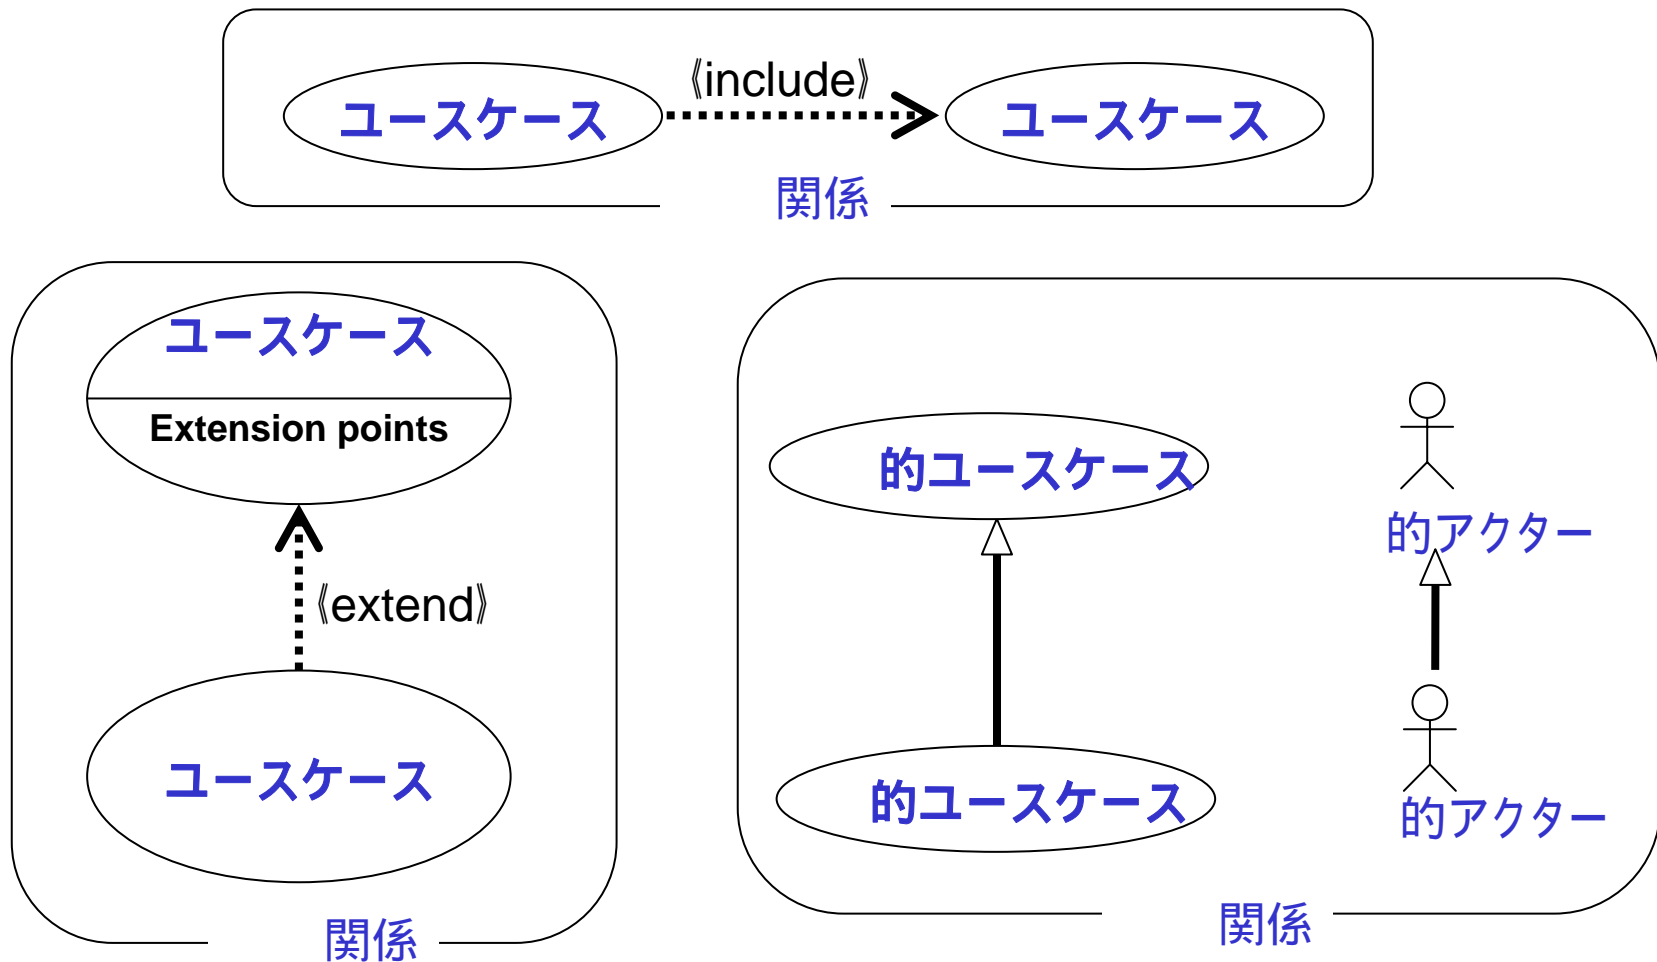 《include》
ユースケース
ユースケース
関係
ユースケース
Extension points
《extend》
ユースケース
関係
的ユースケース
的アクター
的ユースケース
的アクター
関係